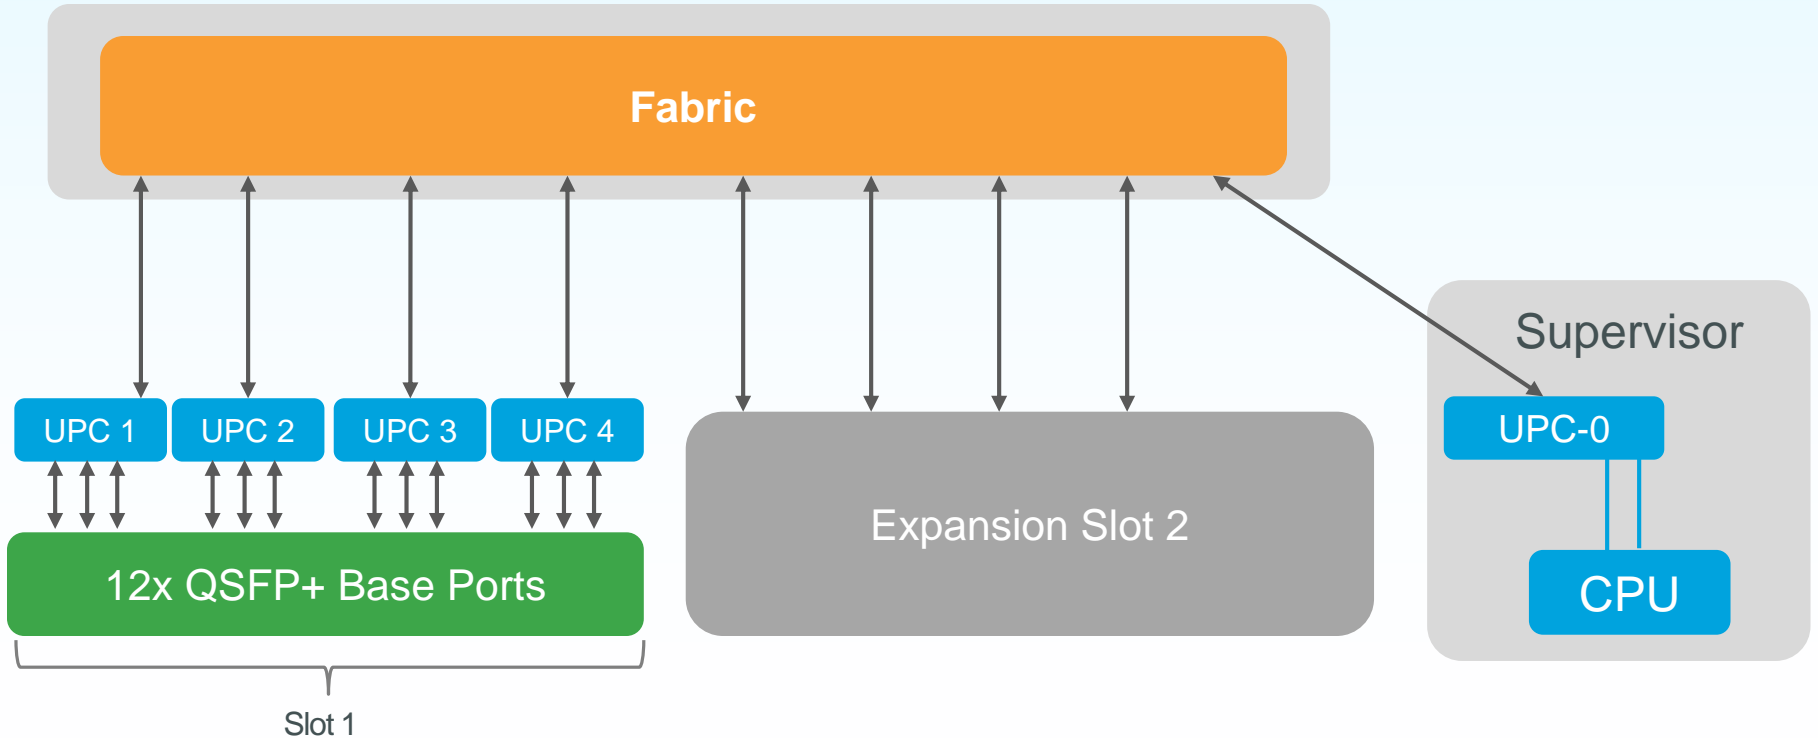 Fabric
Supervisor
UPC 1
UPC 2
UPC 3
UPC 4
UPC-0
Expansion Slot 2
12x QSFP+ Base Ports
CPU
Slot 1